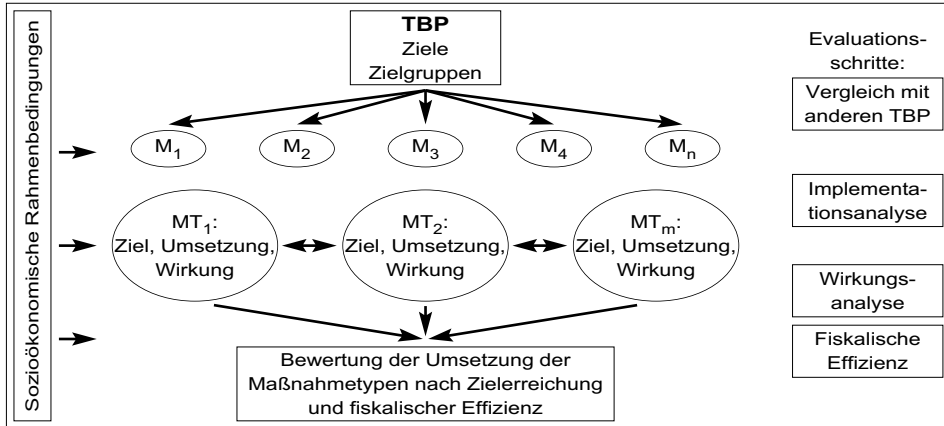 Sozioökonomische Rahmenbedingungen
TBP
Ziele
Zielgruppen
M1
M2
M3
M4
Mn
MT1:
Ziel, Umsetzung,
Wirkung
MT2:
Ziel, Umsetzung,
Wirkung
MTm:
Ziel, Umsetzung,
Wirkung
Bewertung der Umsetzung der
Maßnahmetypen nach Zielerreichung
und fiskalischer Effizienz
Evaluations-
schritte:
Vergleich mit
anderen TBP
Implementa-
tionsanalyse
Wirkungs-
analyse
Fiskalische
Effizienz